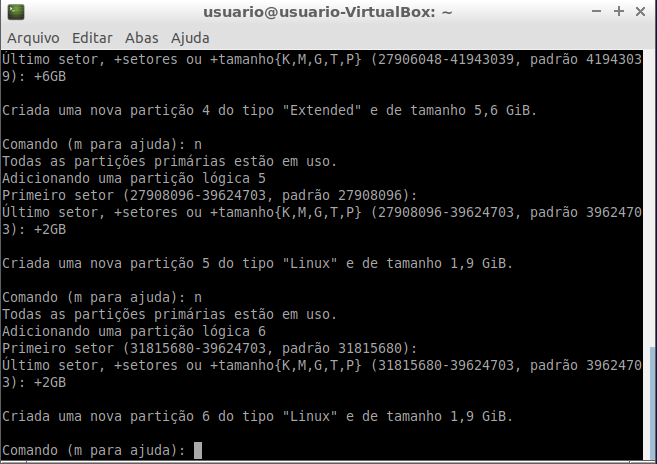 usuario@usuario-VirtualBox: ~
Arquivo Editar Abas Ajuda
Último setor, +setores ou +tamanho{K,M,G,T,P} (27906048-41943039, padrão 4194303
9): +6GB
Criada uma nova partição 4 do tipo "Extended" e de tamanho 5,6 GiB.
Comando (m para ajuda): n
Todas as partições primárias estão em uso.
Adicionando uma partição lógica 5
Primeiro setor (27908096-39624703, padrão 27908096):
Último setor, +setores ou +tamanho{K,M,G,T,P} (27908096-39624703, padrão 3962470
3): +2GB
Criada uma nova partição 5 do tipo "Linux" e de tamanho 1,9 GiB.
Comando (m para ajuda): n
Todas as partições primárias estão em uso.
Adicionando uma partição lógica 6
Primeiro setor (31815680-39624703, padrão 31815680):
Último setor, +setores ou +tamanho{K,M,G,T,P} (31815680-39624703, padrão 3962470
3): +2GB
Criada uma nova partição 6 do tipo "Linux" e de tamanho 1,9 GiB.
Comando (m para ajuda):